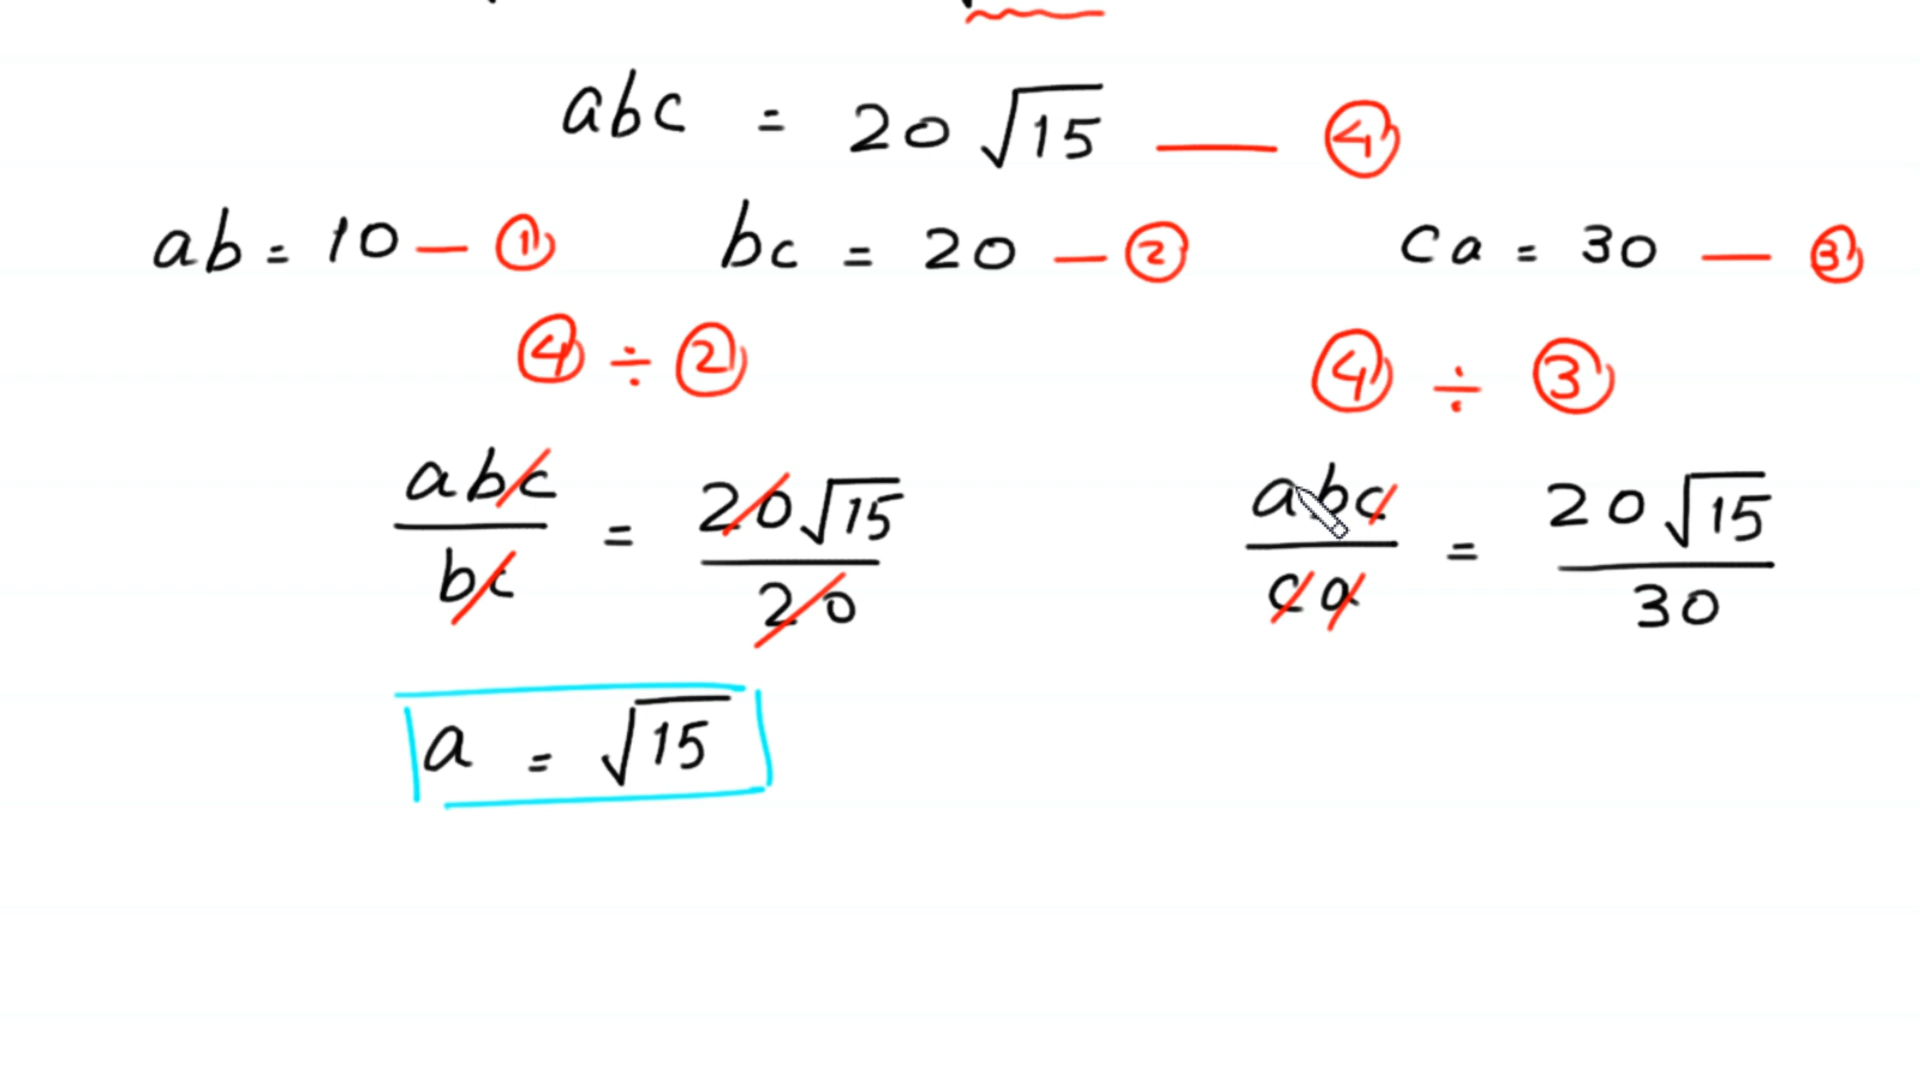 abc = 20 √15 — ④
ab = 10 — ① bc = 20 — ② ca = 30 — ③
④ ÷ ② ④ ÷ ③
abc/bc = 20√15/20 abc/ca = 20√15/30
a = √15